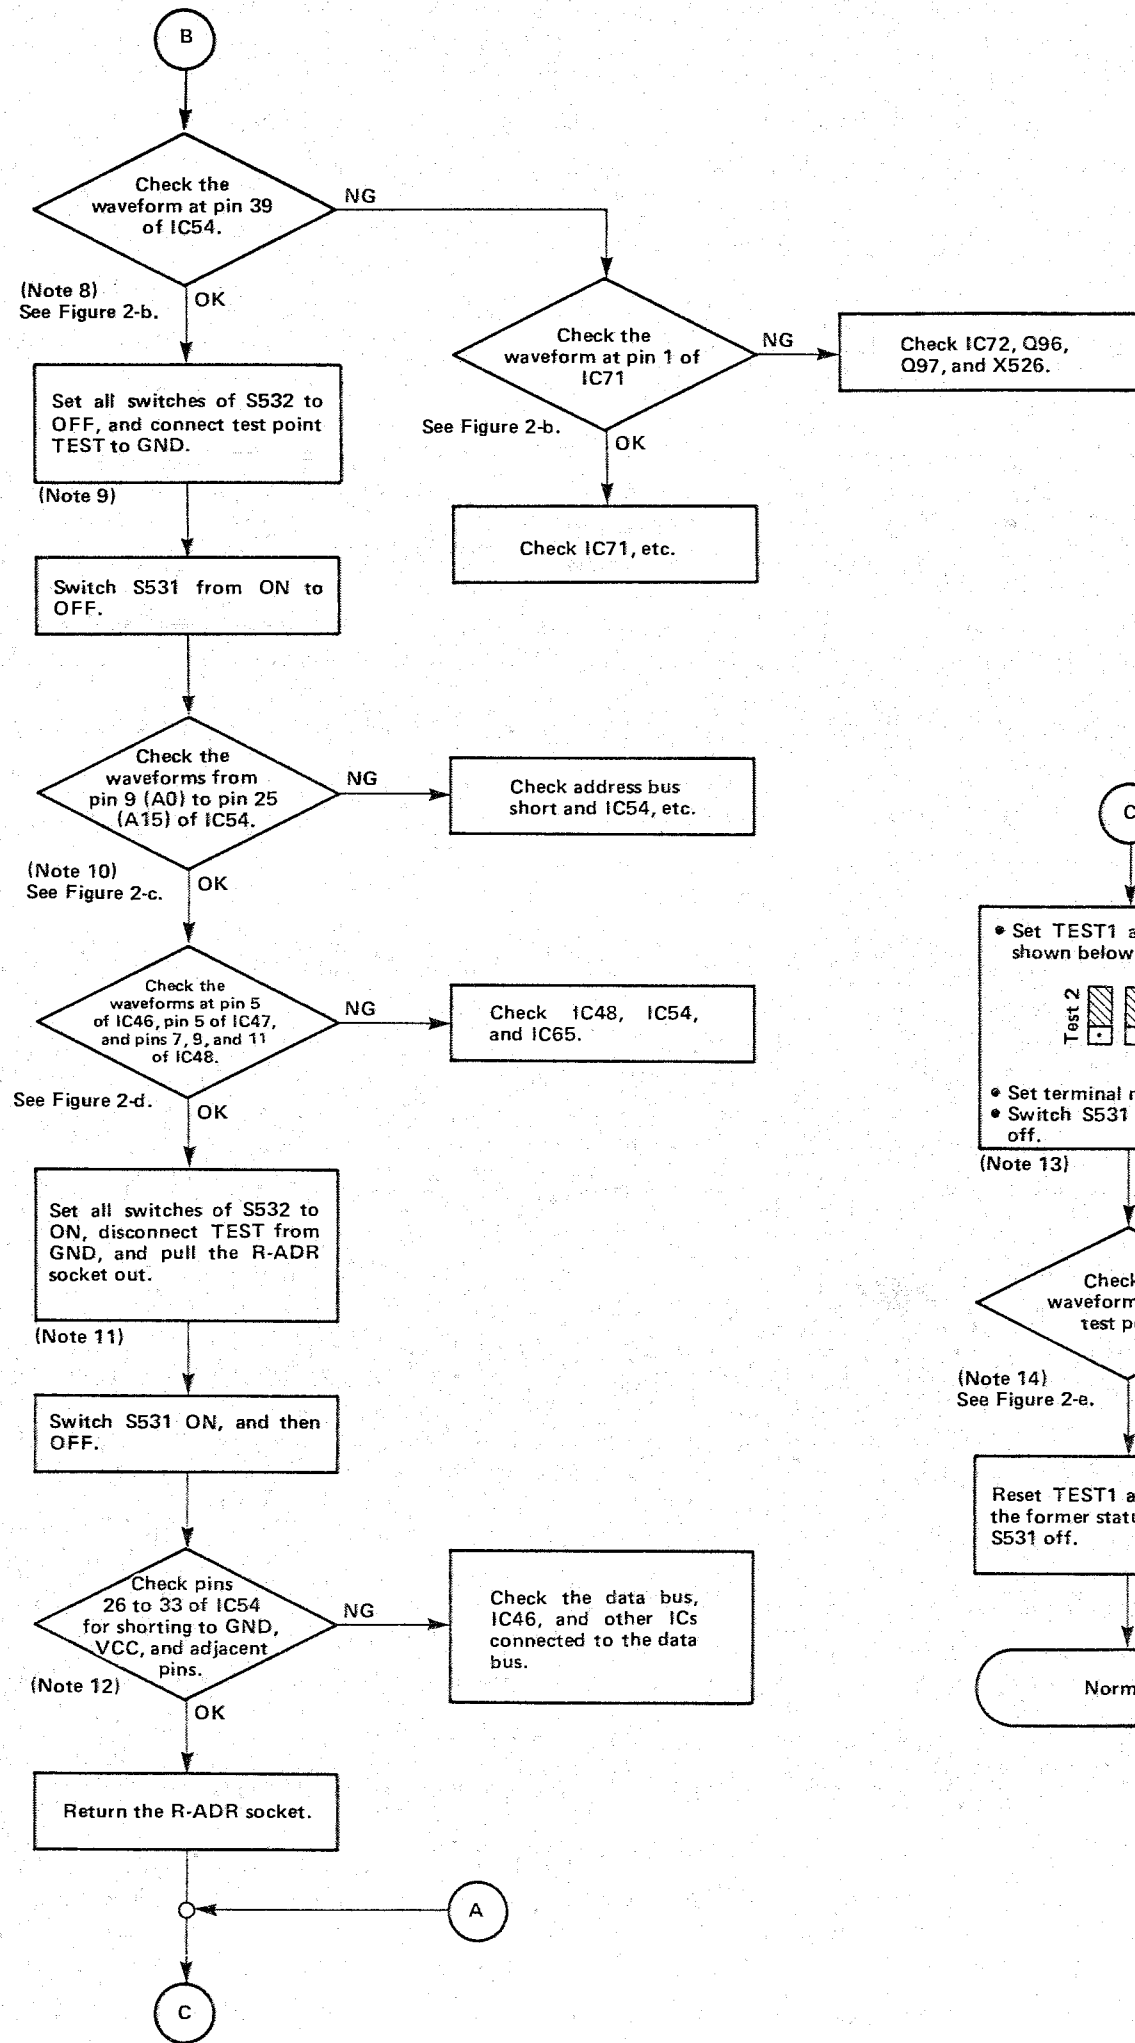 B
Check the
waveform at pin 39
of IC54.
NG
(Note 8)
See Figure 2-b.
OK
Check the
waveform at pin 1 of
IC71
NG
Check IC72, Q96,
Q97, and X526.
See Figure 2-b.
OK
Check IC71, etc.
Set all switches of S532 to
OFF, and connect test point
TEST to GND.
(Note 9)
Switch S531 from ON to
OFF.
Check the
waveforms from
pin 9 (A0) to pin 25
(A15) of IC54.
NG
Check address bus
short and IC54, etc.
(Note 10)
See Figure 2-c.
OK
Check the
waveforms at pin 5
of IC46, pin 5 of IC47,
and pins 7, 9, and 11
of IC48.
NG
Check IC48, IC54,
and IC65.
See Figure 2-d.
OK
Set all switches of S532 to
ON, disconnect TEST from
GND, and pull the R-ADR
socket out.
(Note 11)
Switch S531 ON, and then
OFF.
Check pins
26 to 33 of IC54
for shorting to GND,
VCC, and adjacent
pins.
NG
Check the data bus,
IC46, and other ICs
connected to the data
bus.
(Note 12)
OK
Return the R-ADR socket.
A
C
C
• Set TEST1 a
shown below
Test 2
• Set terminal
• Switch S531
off.
(Note 13)
Check
waveform
test p
(Note 14)
See Figure 2-e.
Reset TEST1 a
the former statu
S531 off.
Norm